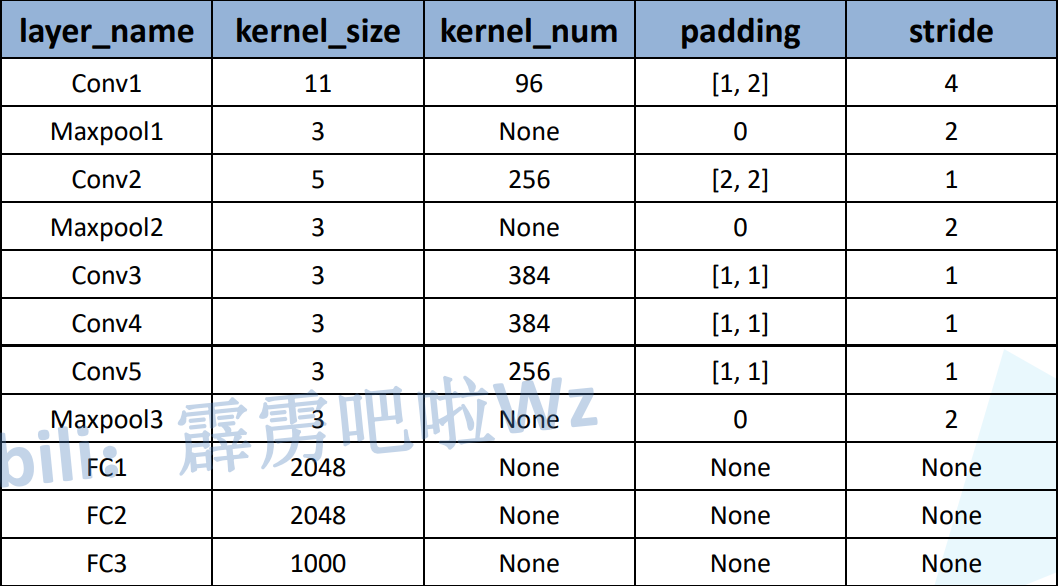 layer_name kernel_size kernel_num padding stride
Conv1 11 96 [1, 2] 4
Maxpool1 3 None 0 2
Conv2 5 256 [2, 2] 1
Maxpool2 3 None 0 2
Conv3 3 384 [1, 1] 1
Conv4 3 384 [1, 1] 1
Conv5 3 256 [1, 1] 1
Maxpool3 3 None 0 2
bili: 霹雳吧啦Wz
FC1 2048 None None None
FC2 2048 None None None
FC3 1000 None None None